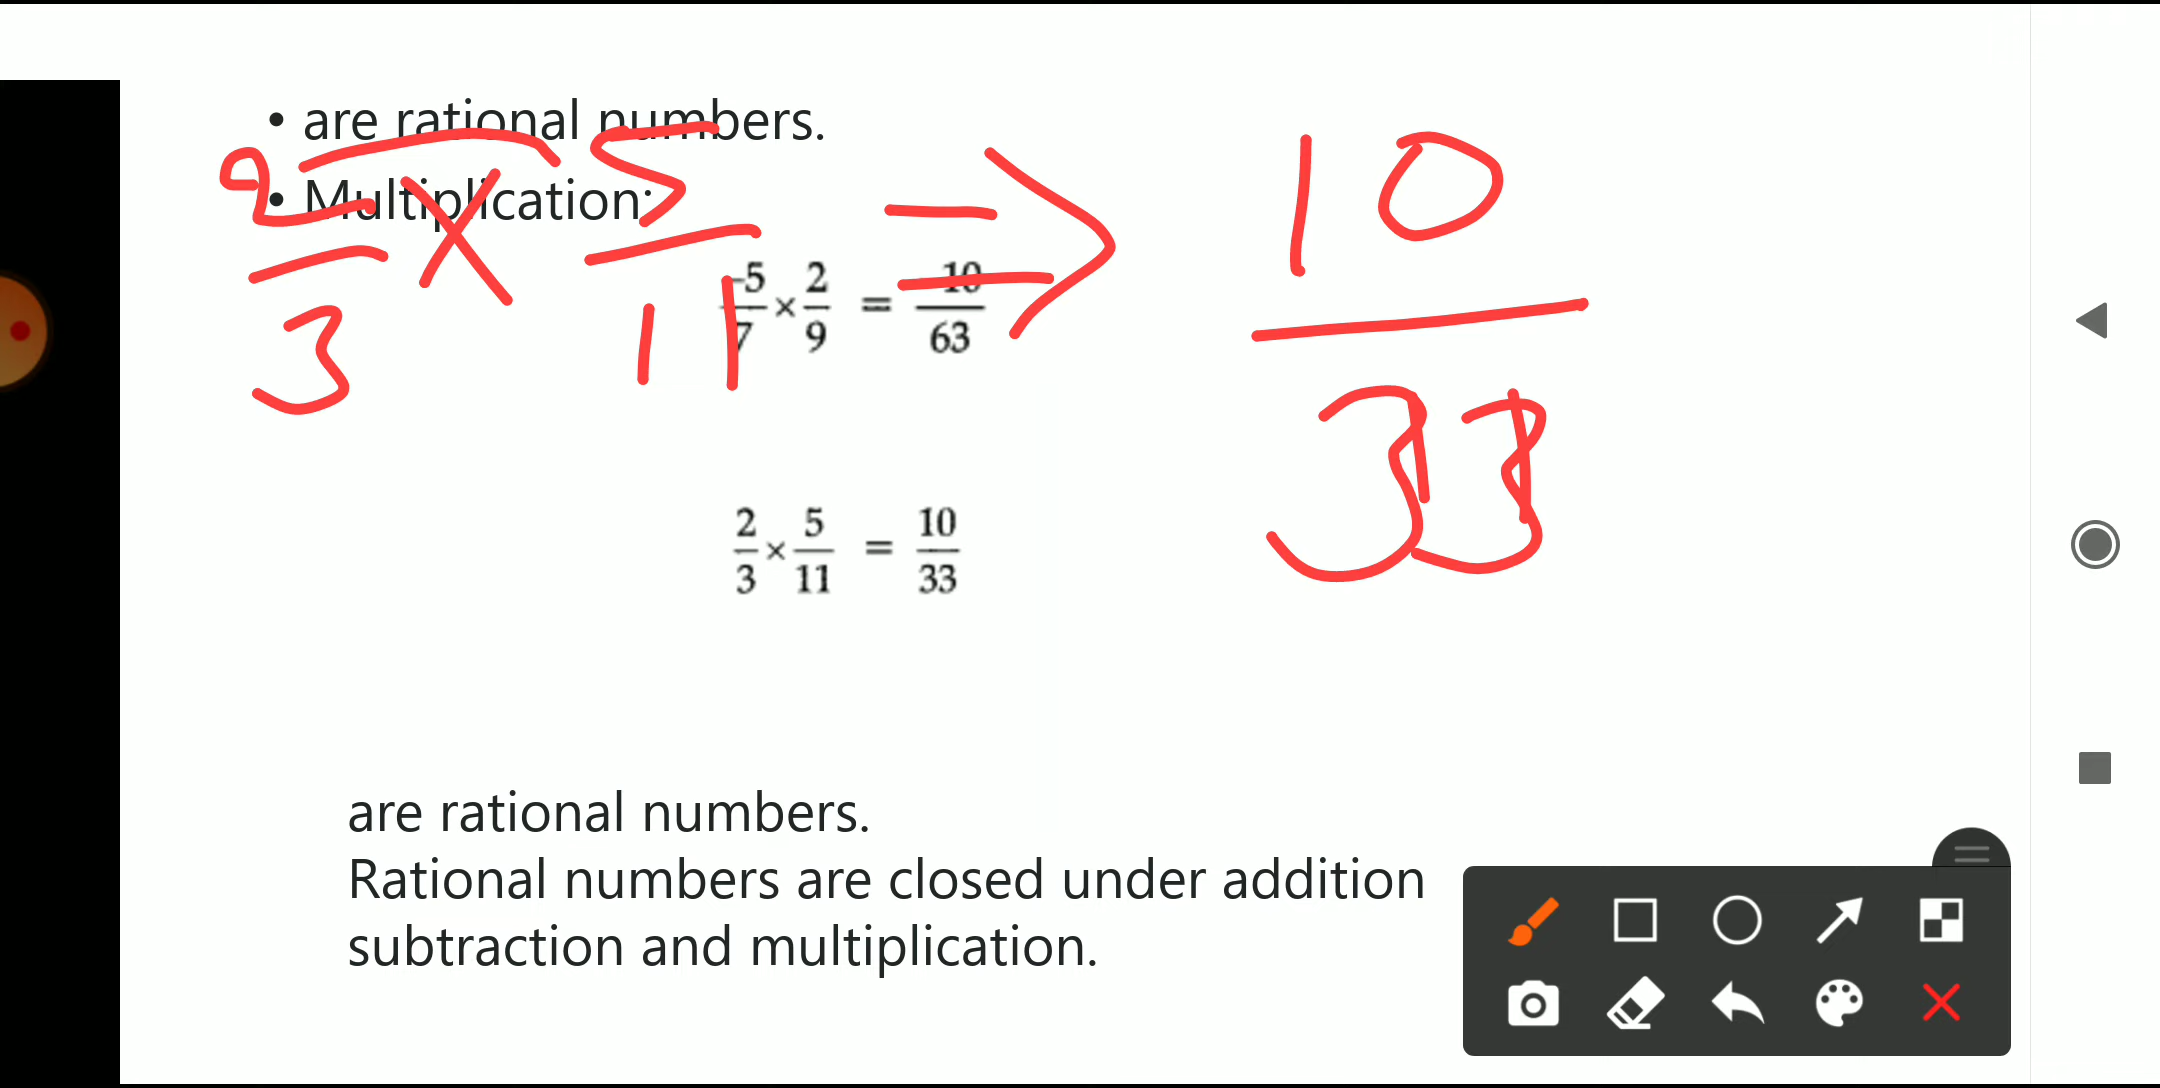 • are rational numbers.
• Multiplication:
2/3 × 5/11 ⇒ 10/33
-5/7 × 2/9 = -10/63
2/3 × 5/11 = 10/33
are rational numbers.
Rational numbers are closed under addition
subtraction and multiplication.